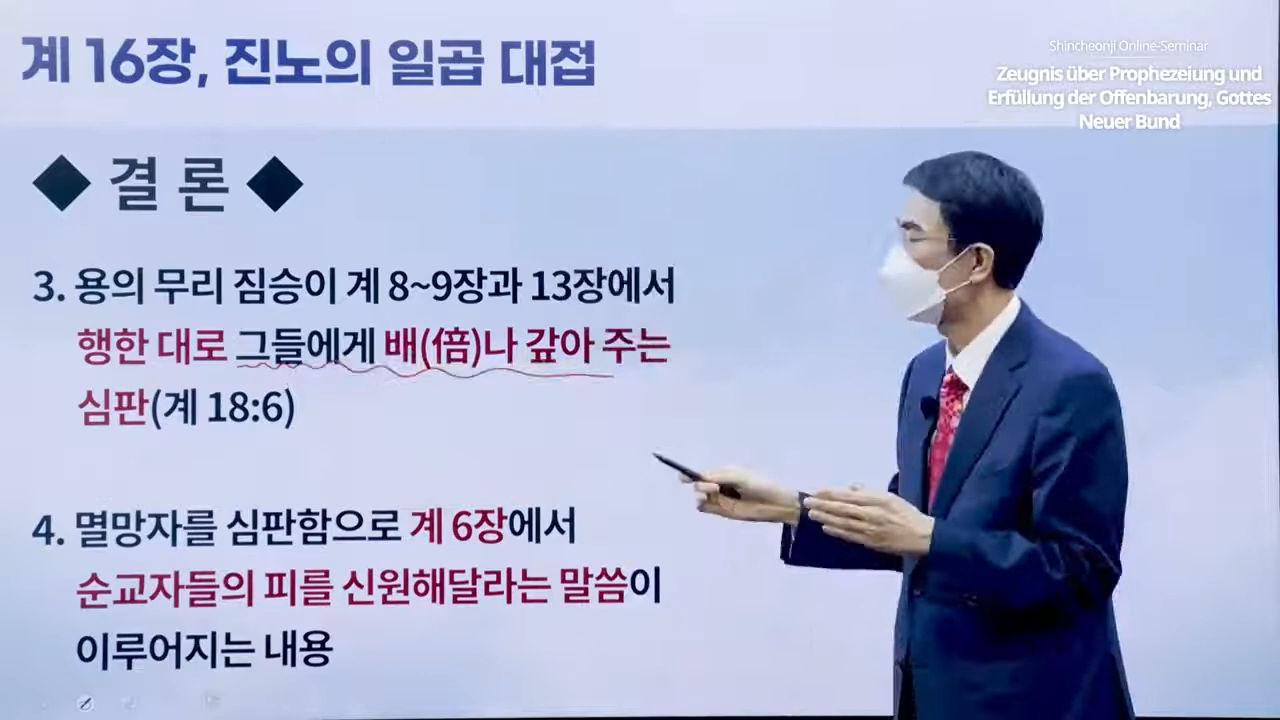 계 16장, 진노의 일곱 대접
Shincheonji Online-Seminar
Zeugnis über Prophezeiung und
Erfüllung der Offenbarung, Gottes
Neuer Bund
◆ 결 론 ◆
3. 용의 무리 짐승이 계 8~9장과 13장에서
행한 대로 그들에게 배(倍)나 갚아 주는
심판(계 18:6)
4. 멸망자를 심판함으로 계 6장에서
순교자들의 피를 신원해달라는 말씀이
이루어지는 내용